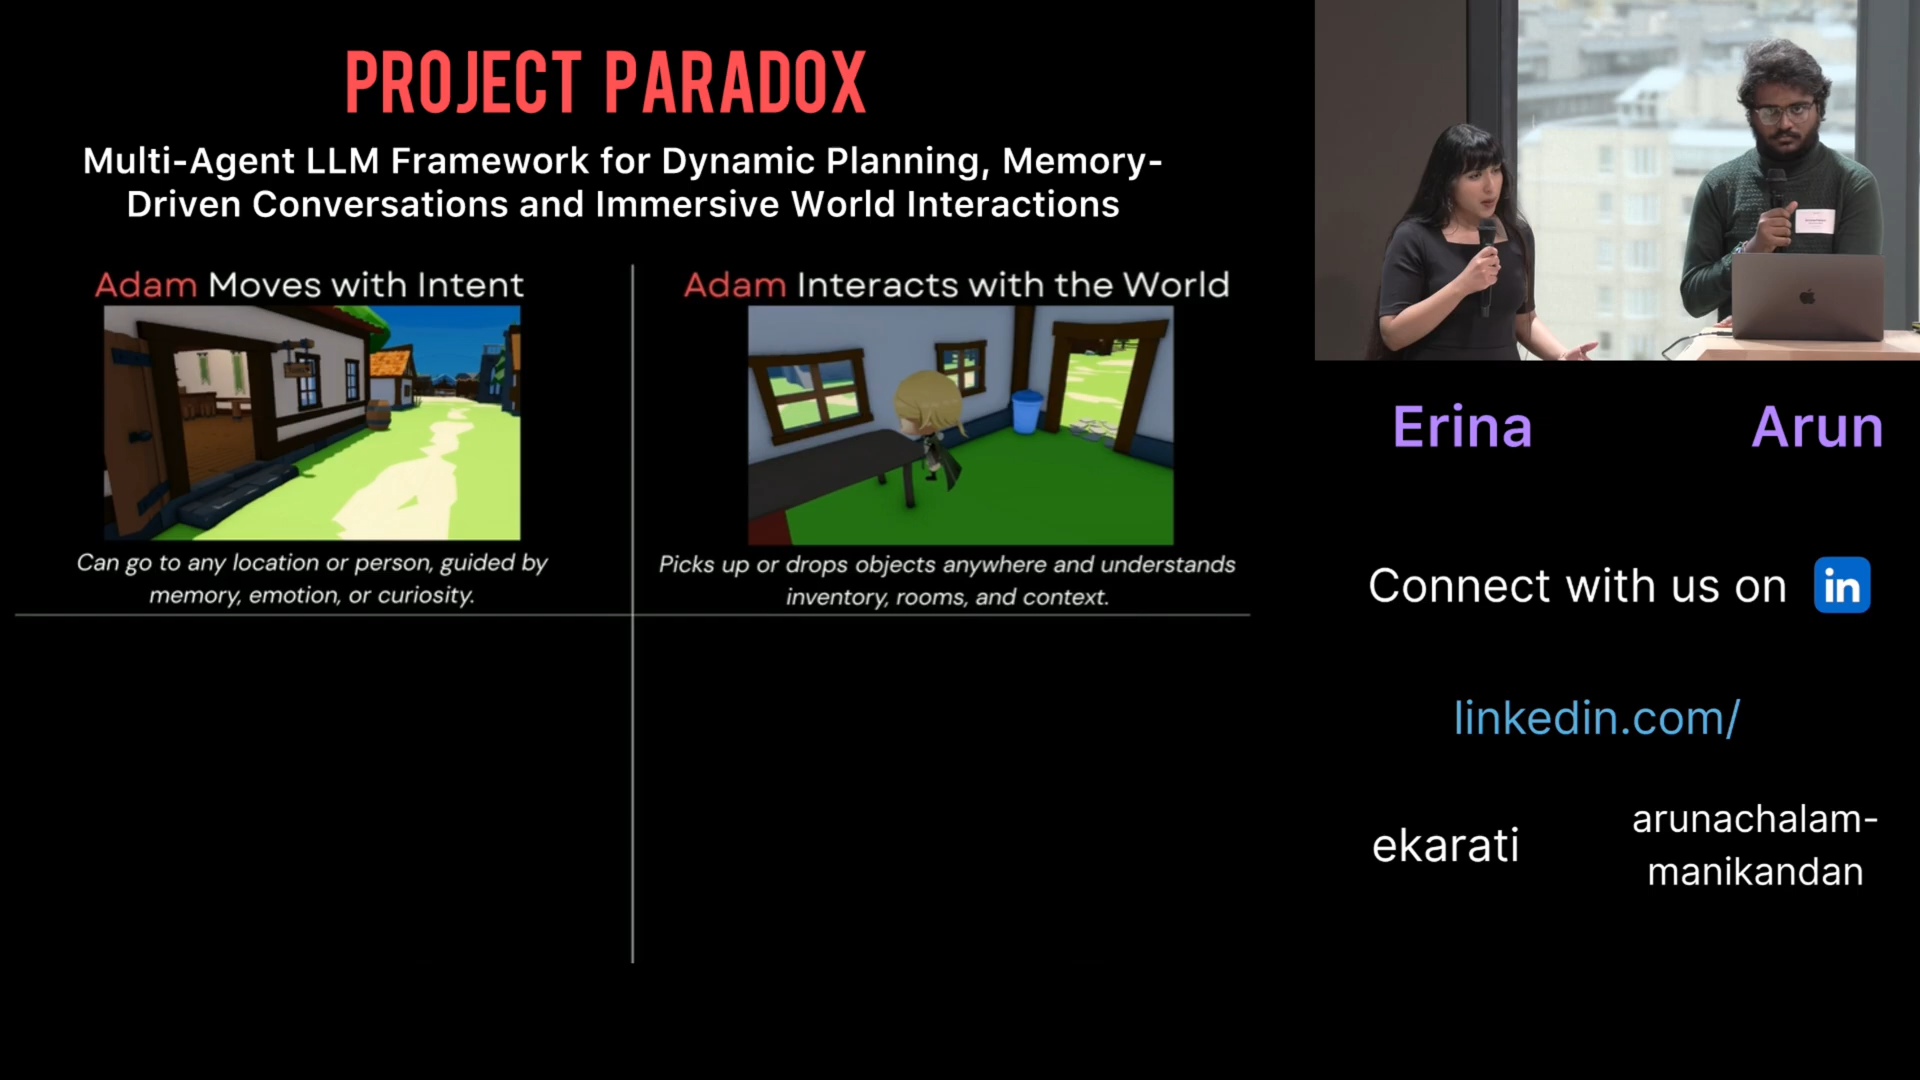 PROJECT PARADOX
Multi-Agent LLM Framework for Dynamic Planning, Memory-
Driven Conversations and Immersive World Interactions
Adam Moves with Intent
Can go to any location or person, guided by
memory, emotion, or curiosity.
Adam Interacts with the World
Picks up or drops objects anywhere and understands
inventory, rooms, and context.
Erina
Arun
Connect with us on in
linkedin.com/
ekarati
arunachalam-
manikandan